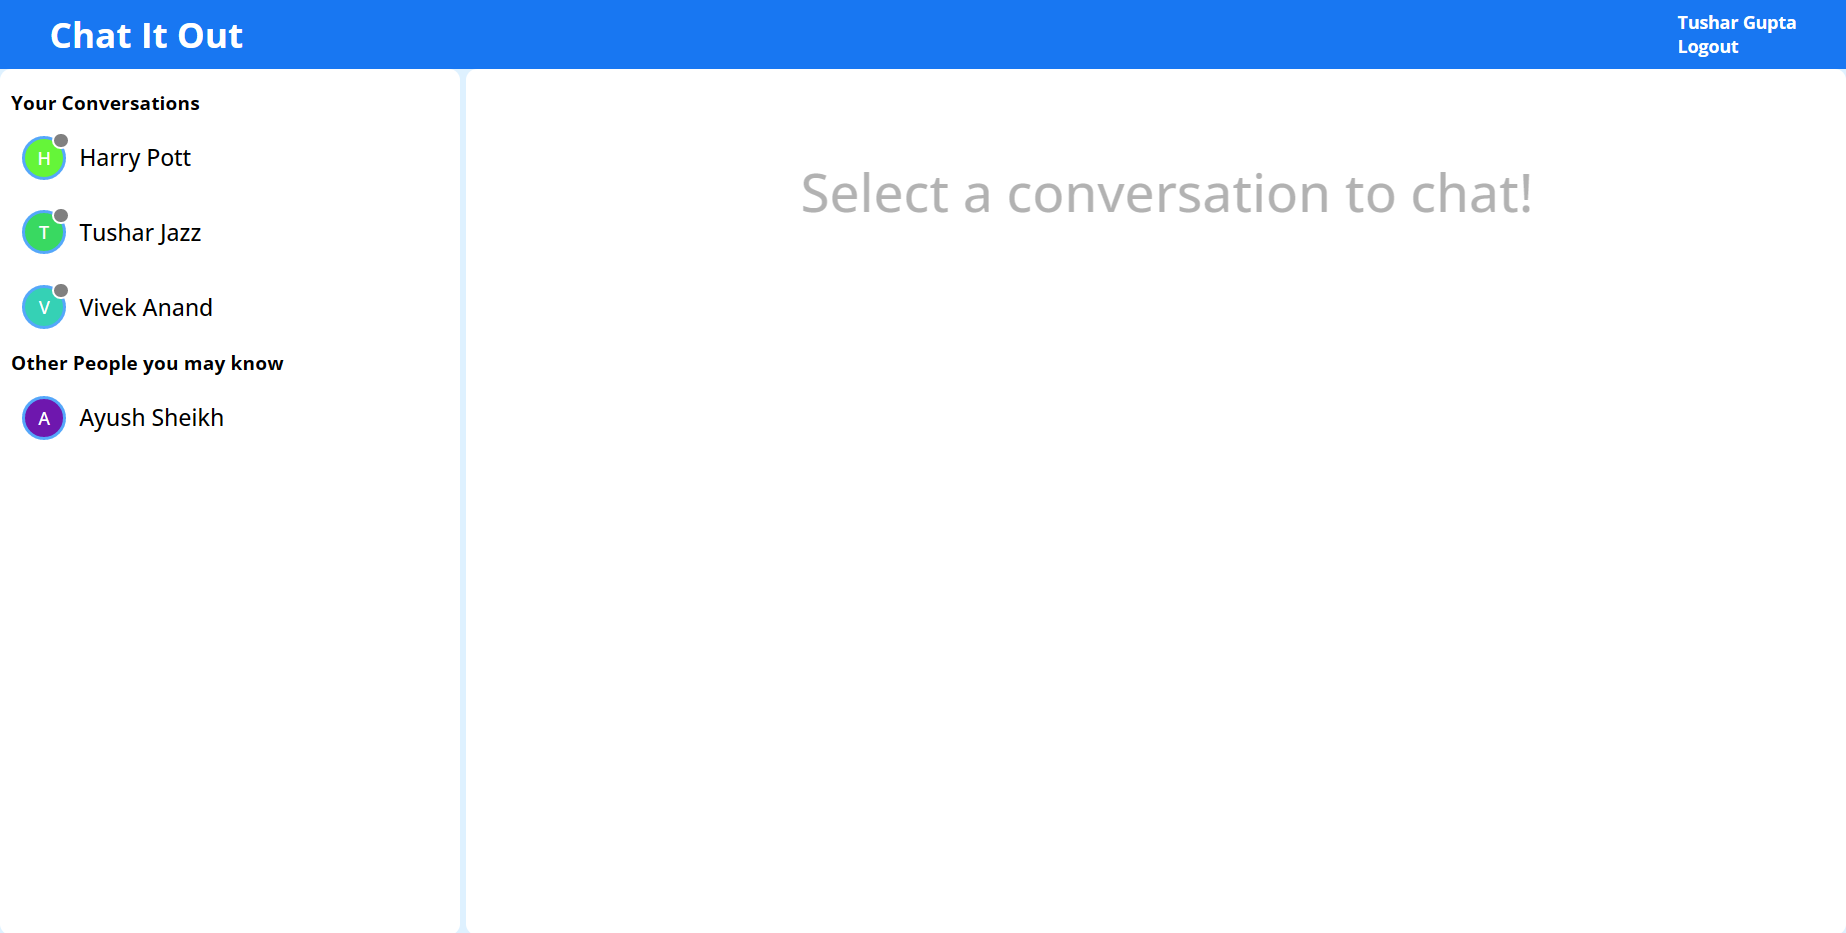 Chat It Out
Tushar Gupta
Logout
Your Conversations
H
Harry Pott
T
Tushar Jazz
V
Vivek Anand
Other People you may know
A
Ayush Sheikh
Select a conversation to chat!